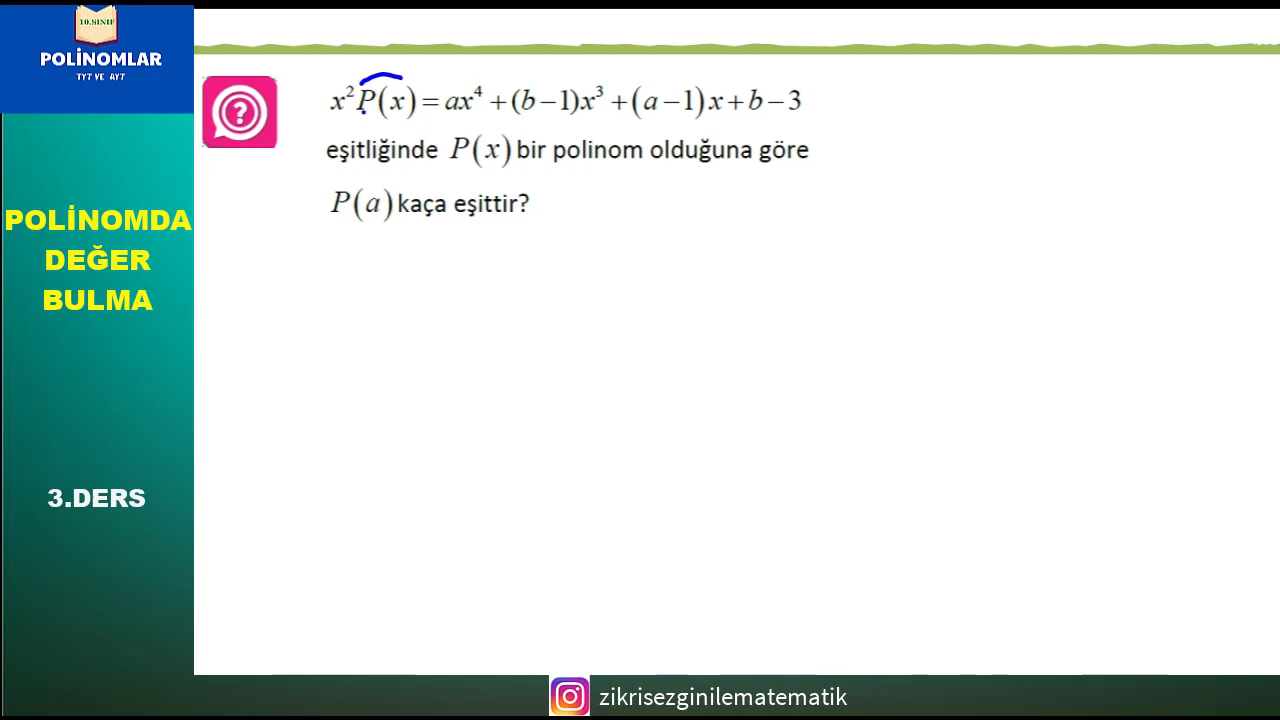 10.SINIF
POLİNOMLAR
TYT VE AYT
POLİNOMDA
DEĞER
BULMA
3.DERS
x²P(x) = ax⁴ + (b − 1)x³ + (a − 1)x + b − 3
eşitliğinde P(x) bir polinom olduğuna göre
P(a) kaça eşittir?
zikrisezginilematematik